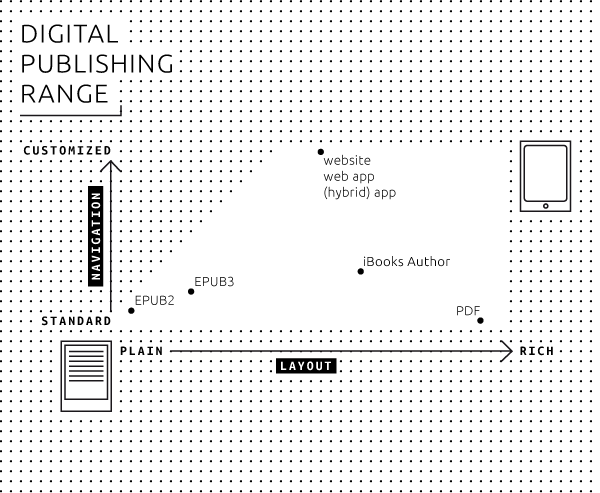 DIGITAL
PUBLISHING
RANGE
CUSTOMIZED
website
web app
(hybrid) app
NAVIGATION
iBooks Author
EPUB3
EPUB2
PDF
STANDARD
PLAIN
RICH
LAYOUT